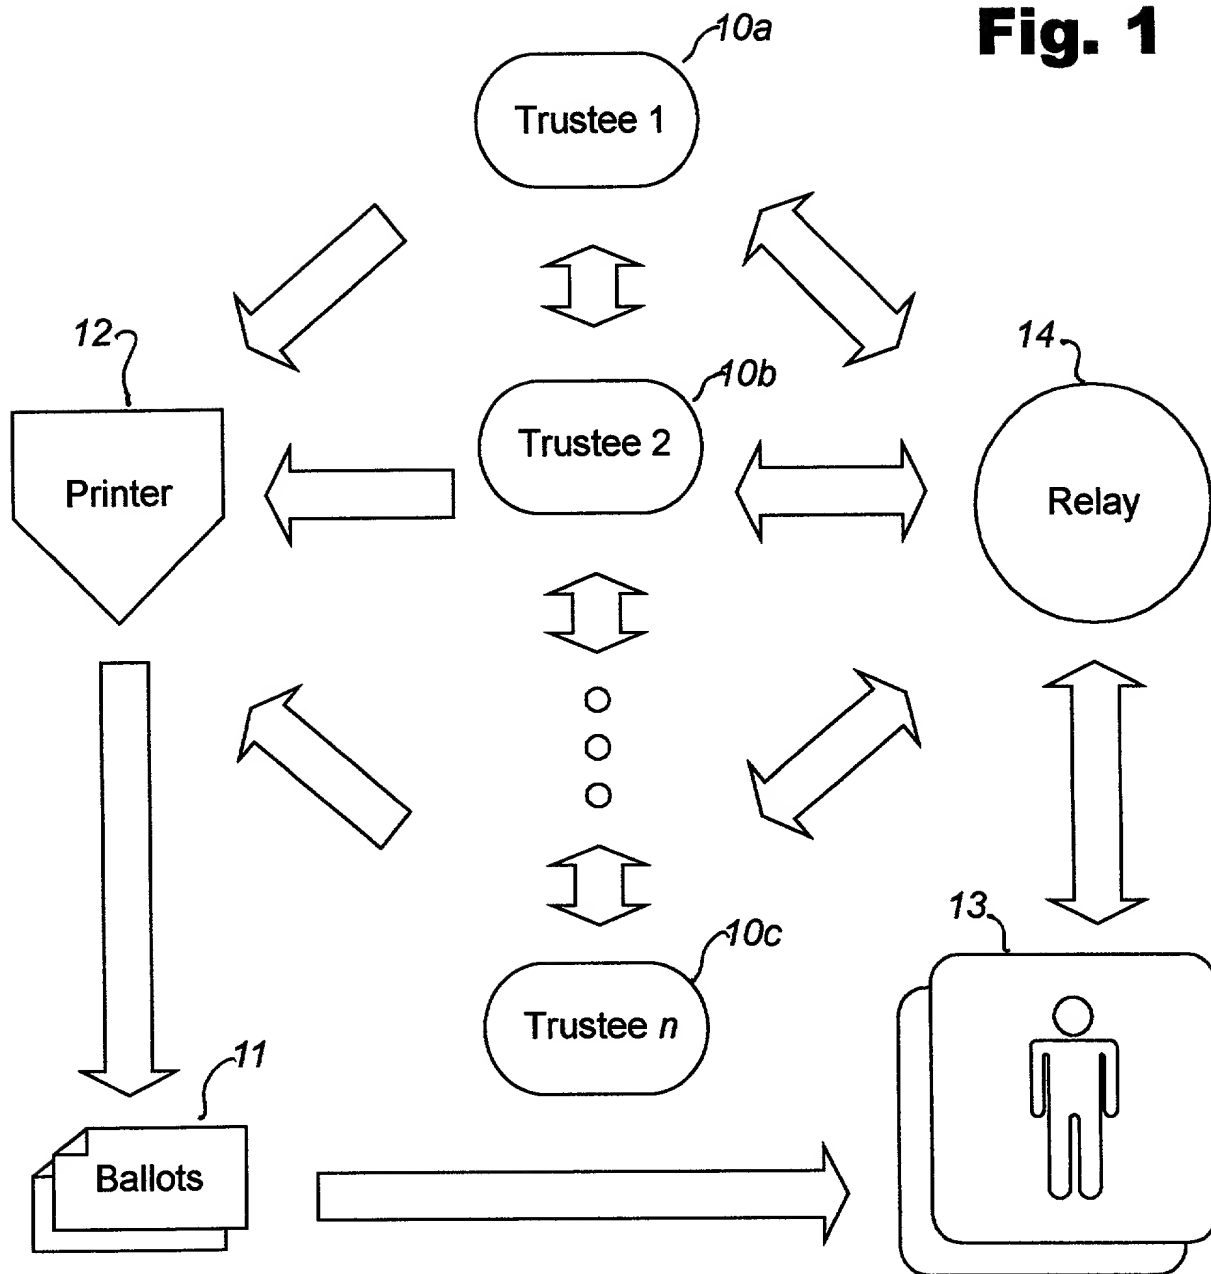 Fig. 1
10a
Trustee 1
12
14
10b
Trustee 2
Printer
Relay
13
10c
Trustee n
11
Ballots